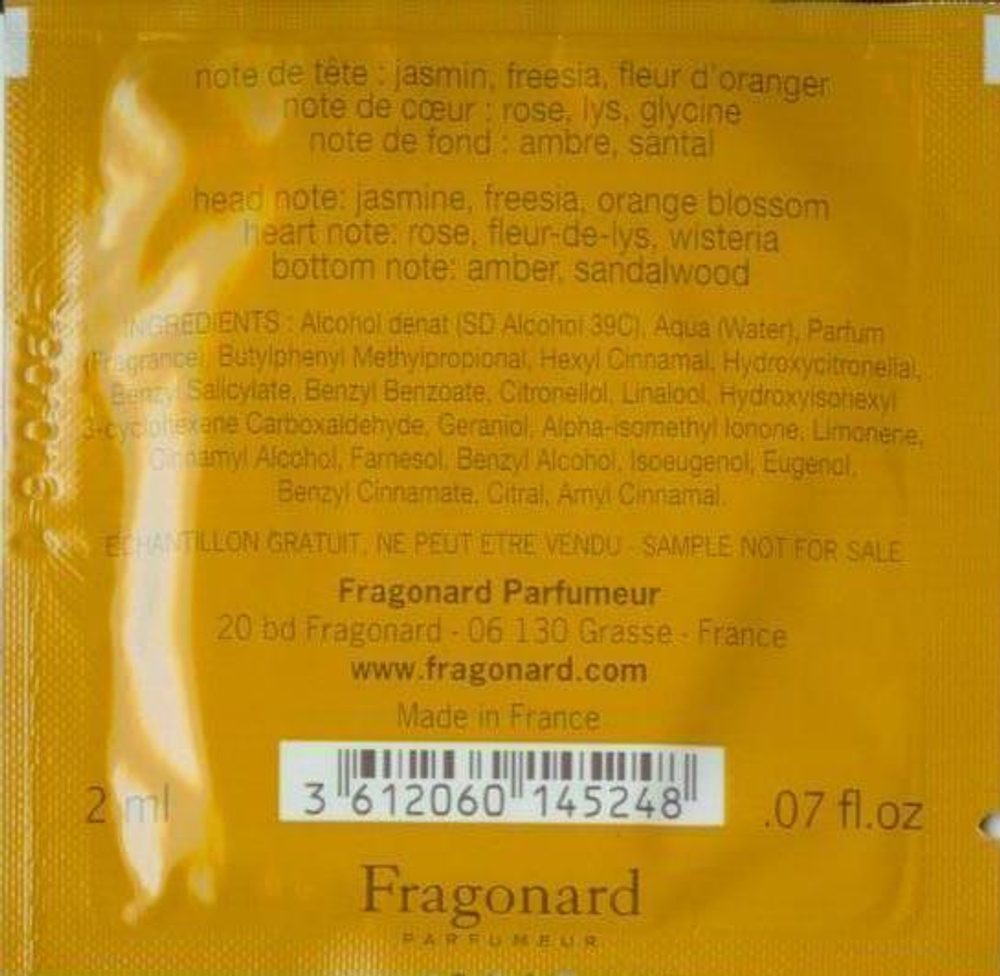 note de tête : jasmin, freesia, fleur d'oranger
note de cœur : rose, lys, glycine
note de fond : ambre, santal
head note: jasmine, freesia, orange blossom
heart note: rose, fleur-de-lys, wisteria
bottom note: amber, sandalwood
INGREDIENTS : Alcohol denat (SD Alcohol 39C), Aqua (Water), Parfum
(Fragrance), Butylphenyl Methylpropional, Hexyl Cinnamal, Hydroxycitronellal,
Benzyl Salicylate, Benzyl Benzoate, Citronellol, Linalool, Hydroxyisohexyl
3-cyclohexene Carboxaldehyde, Geraniol, Alpha-isomethyl Ionone, Limonene,
Cinnamyl Alcohol, Farnesol, Benzyl Alcohol, Isoeugenol, Eugenol,
Benzyl Cinnamate, Citral, Amyl Cinnamal.
ECHANTILLON GRATUIT, NE PEUT ETRE VENDU - SAMPLE NOT FOR SALE
Fragonard Parfumeur
20 bd Fragonard - 06 130 Grasse - France
www.fragonard.com
Made in France
3 612060 145248
2 ml
.07 fl.oz
Fragonard
PARFUMEUR